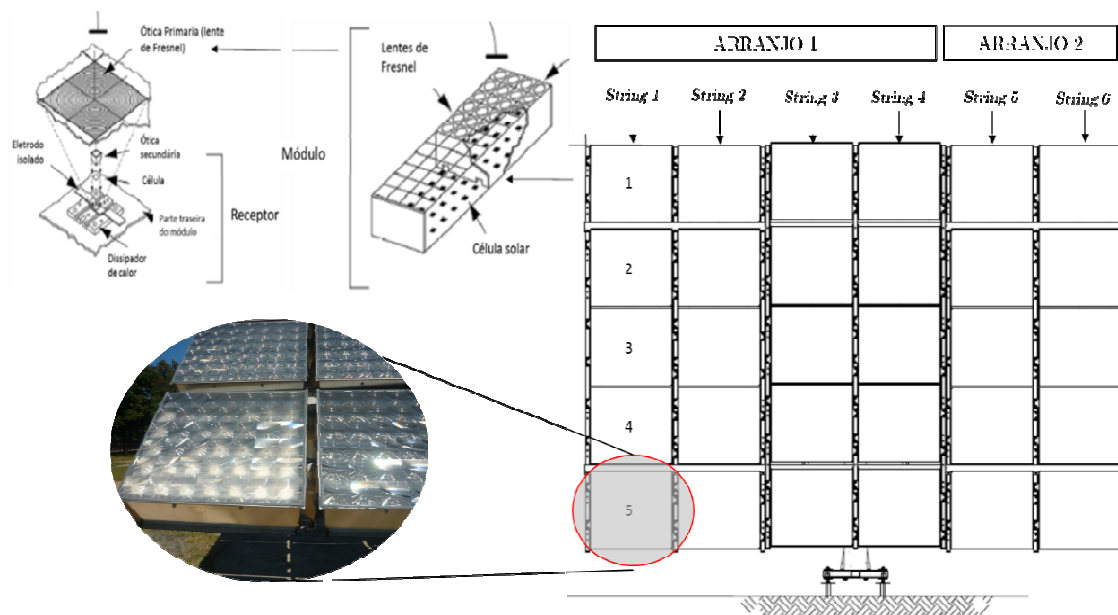 Ótica Primaria (lente
de Fresnel)
Eletrodo
isolado
Ótica
secundária
Célula
Parte traseira
do módulo
Dissipador
de calor
Receptor
Módulo
Lentes de
Fresnel
Célula solar
ARRANJO 1
ARRANJO 2
String 1
String 2
String 3
String 4
String 5
String 6
1
2
3
4
5